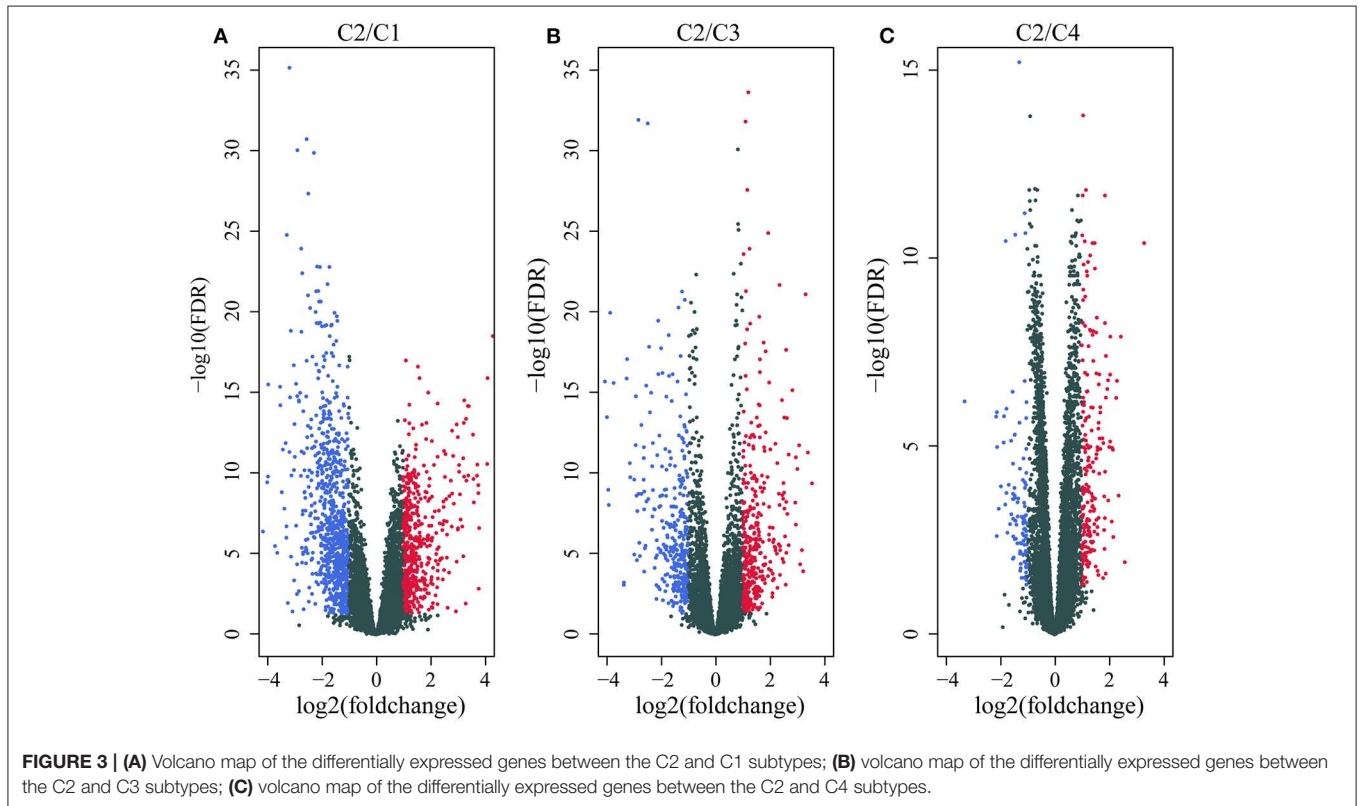 A C2/C1
−log10(FDR)
35
30
25
20
15
10
5
0
−4 −2 0 2 4
log2(foldchange)
B C2/C3
−log10(FDR)
35
30
25
20
15
10
5
0
−4 −2 0 2 4
log2(foldchange)
C C2/C4
−log10(FDR)
15
10
5
0
−4 −2 0 2 4
log2(foldchange)
FIGURE 3 | (A) Volcano map of the differentially expressed genes between the C2 and C1 subtypes; (B) volcano map of the differentially expressed genes between
the C2 and C3 subtypes; (C) volcano map of the differentially expressed genes between the C2 and C4 subtypes.